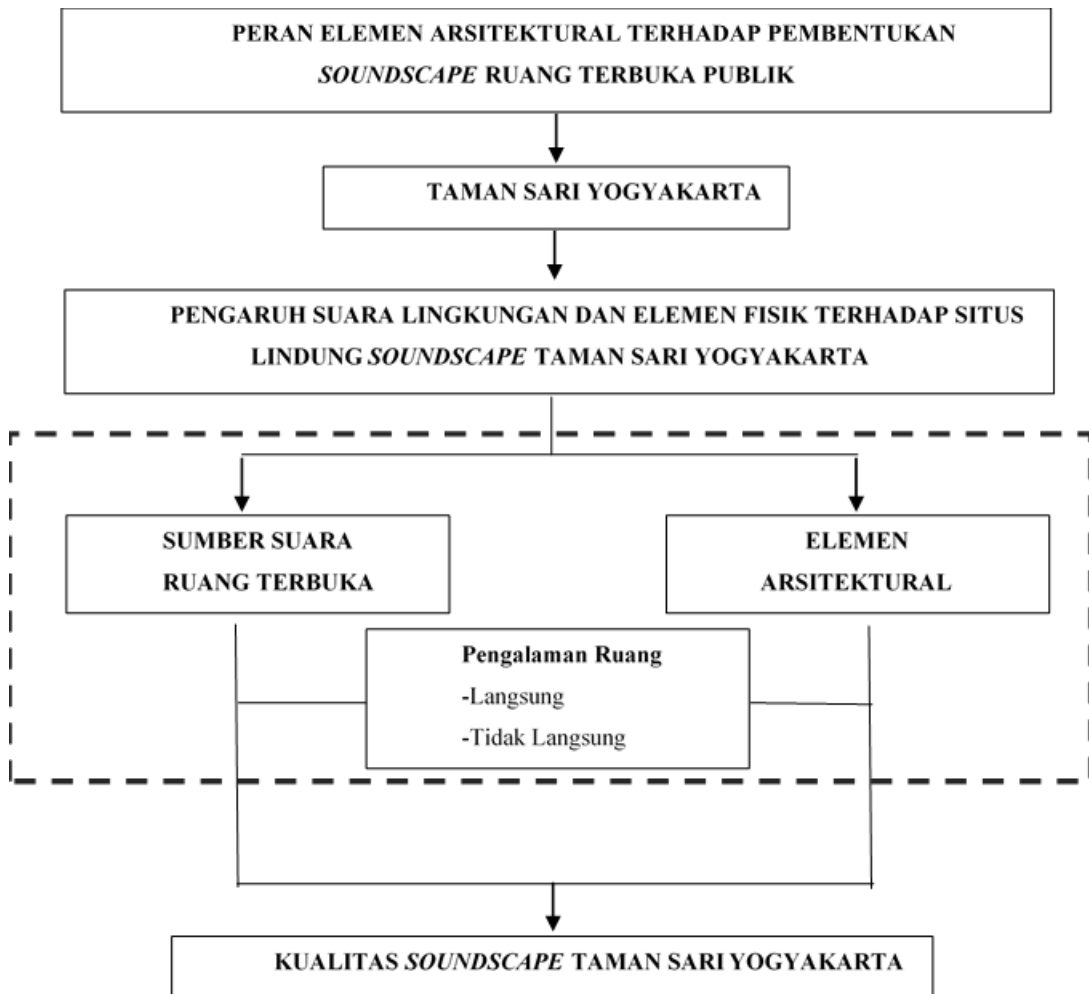 PERAN ELEMEN ARSITEKTURAL TERHADAP PEMBENTUKAN
SOUNDSCAPE RUANG TERBUKA PUBLIK
TAMAN SARI YOGYAKARTA
PENGARUH SUARA LINGKUNGAN DAN ELEMEN FISIK TERHADAP SITUS
LINDUNG SOUNDSCAPE TAMAN SARI YOGYAKARTA
SUMBER SUARA
RUANG TERBUKA
ELEMEN
ARSITEKTURAL
Pengalaman Ruang
-Langsung
-Tidak Langsung
KUALITAS SOUNDSCAPE TAMAN SARI YOGYAKARTA